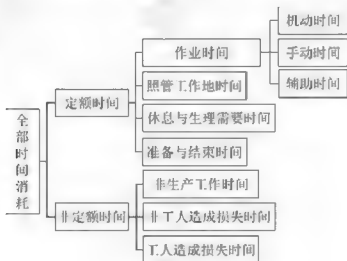 全部时间消耗
定额时间
作业时间
机动时间
手动时间
辅助时间
照管工作地时间
休息与生理需要时间
准备与结束时间
非定额时间
非生产工作时间
非工人造成损失时间
工人造成损失时间